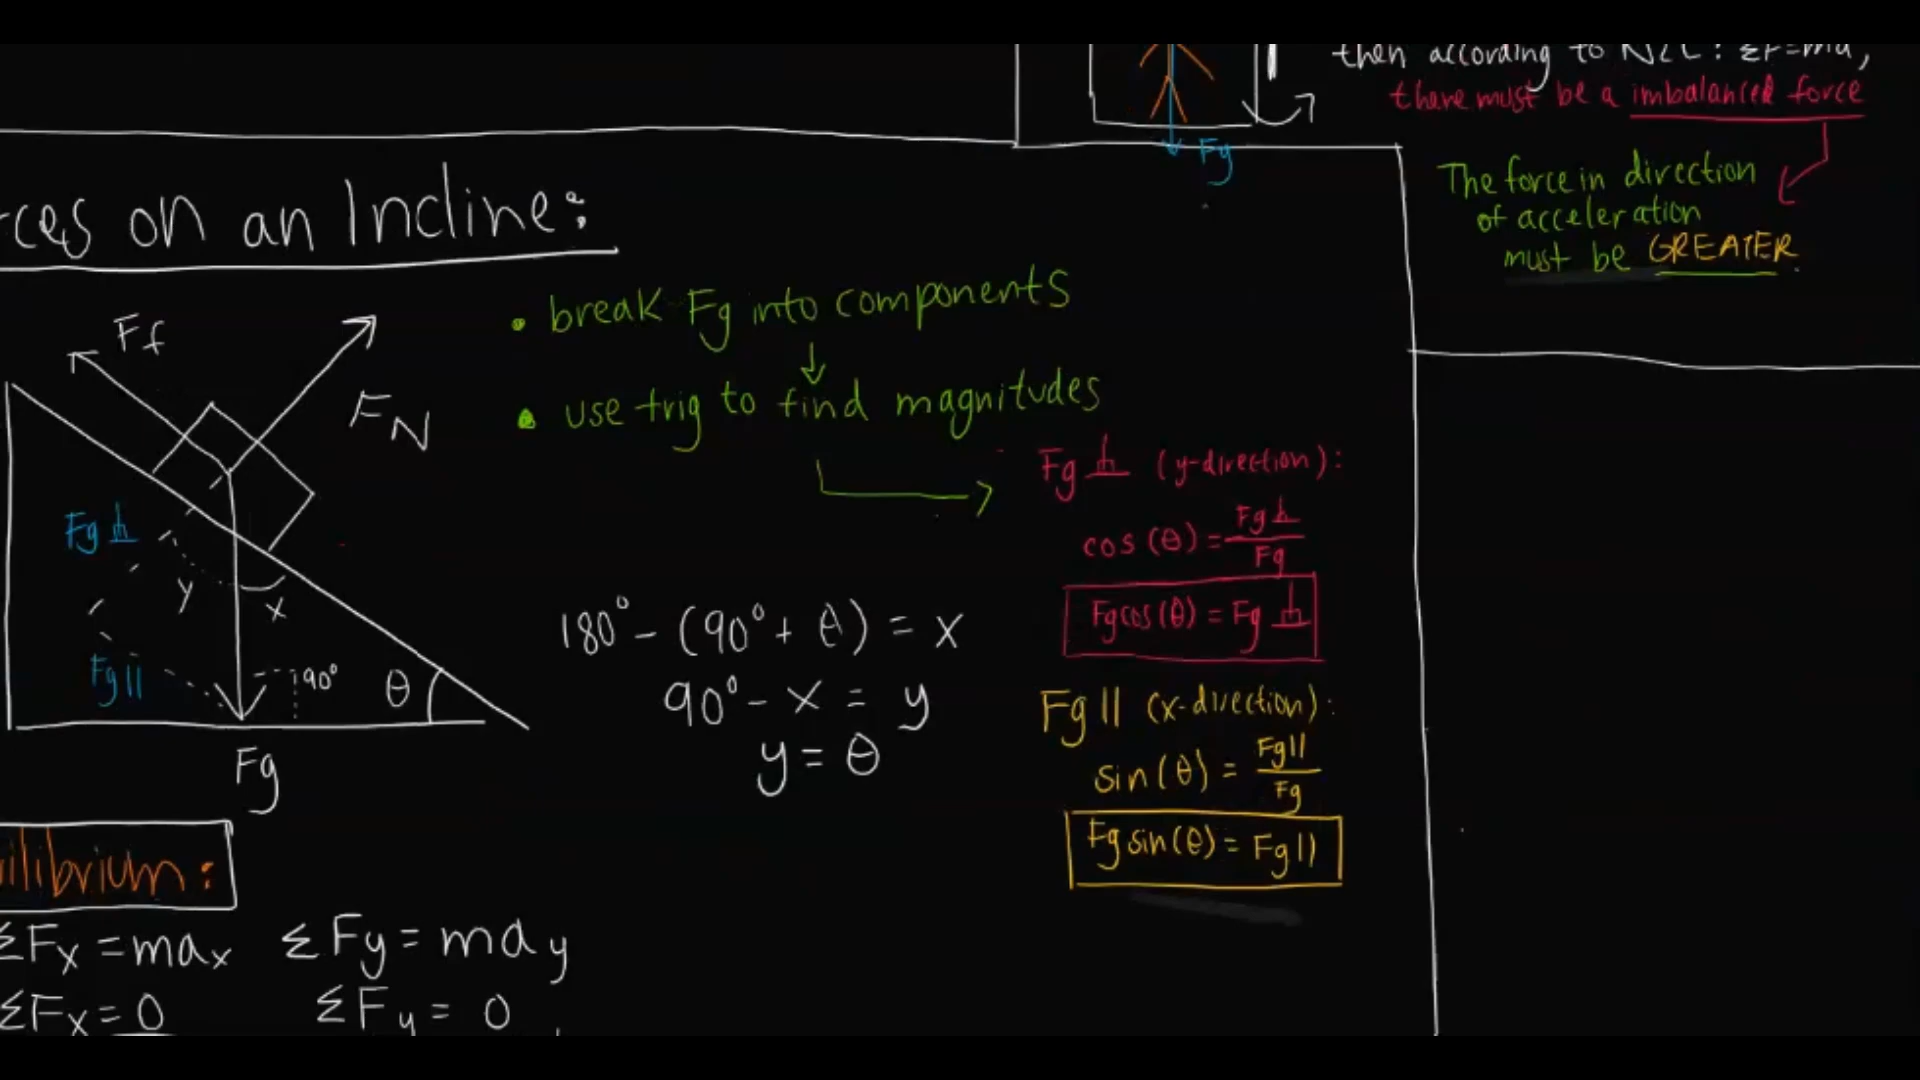 then according to N2L: ΣF=ma,
there must be a imbalanced force
Fg
The force in direction
of acceleration
must be GREATER
rces on an Incline:
• break Fg into components
• use trig to find magnitudes
Ff
FN
Fg⊥
y
x
Fg||
90°
θ
Fg
180° - (90° + θ) = x
90° - x = y
y = θ
Fg⊥ (y-direction):
cos(θ) = Fg⊥/Fg
Fgcos(θ) = Fg⊥
Fg|| (x-direction):
sin(θ) = Fg||/Fg
Fgsin(θ) = Fg||
ilibrium:
ΣFx = max ΣFy = may
ΣFx = 0 ΣFy = 0